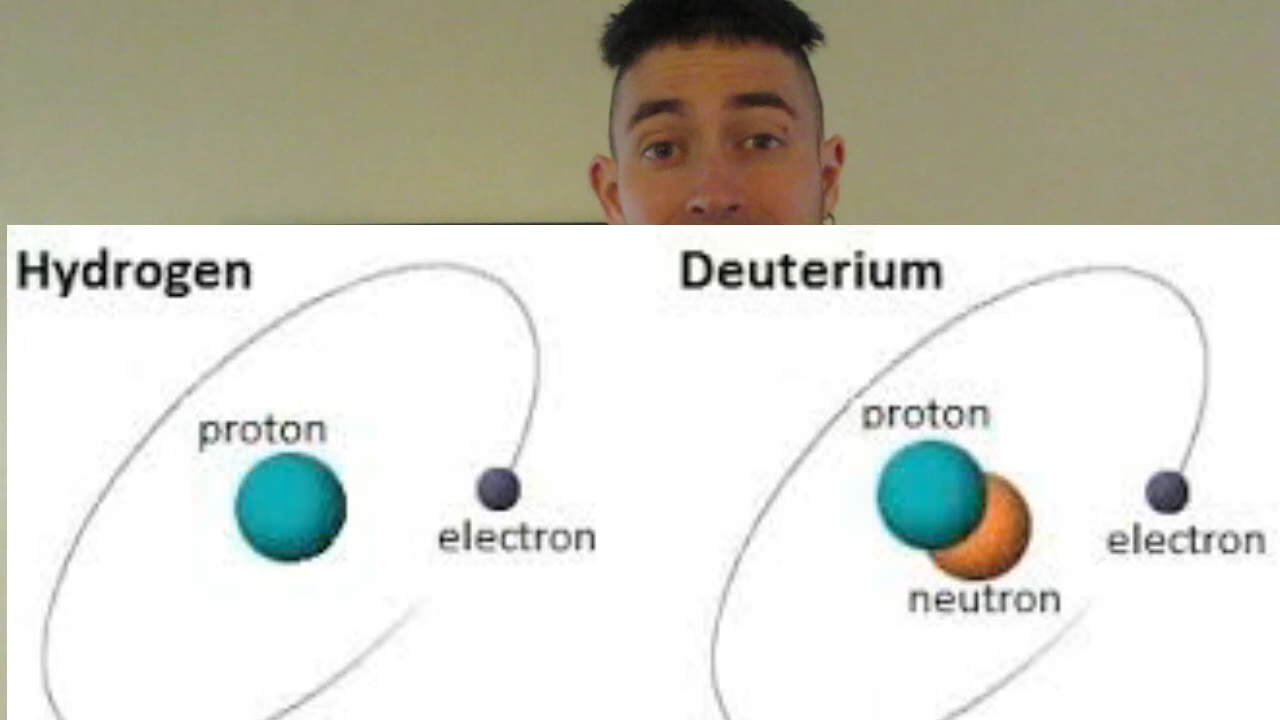 Hydrogen
Deuterium
proton
electron
proton
neutron
electron